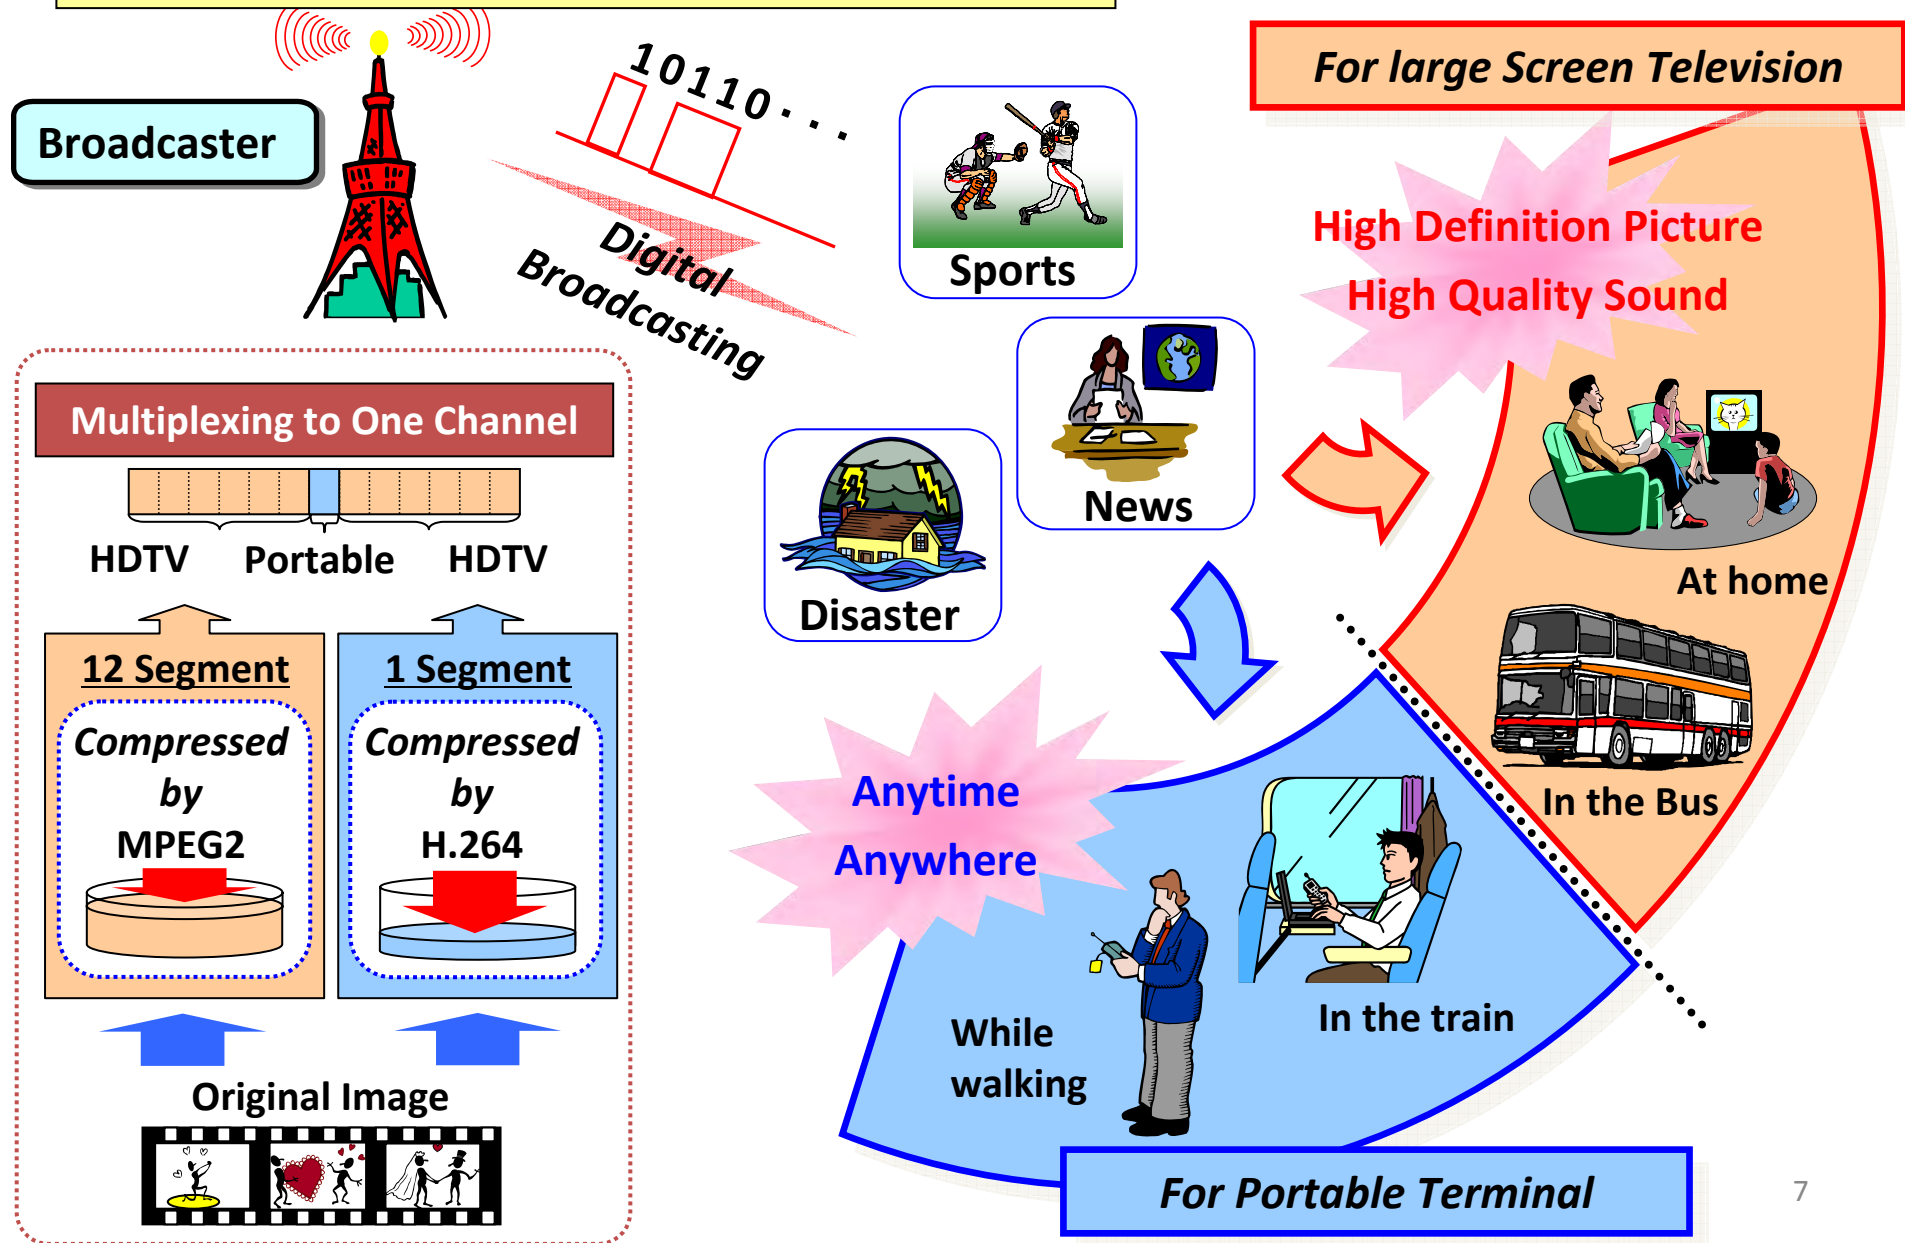 Broadcaster
10110···
Digital
Broadcasting
Sports
News
Disaster
For large Screen Television
High Definition Picture
High Quality Sound
At home
In the Bus
Multiplexing to One Channel
HDTV Portable HDTV
12 Segment
Compressed
by
MPEG2
1 Segment
Compressed
by
H.264
Original Image
Anytime
Anywhere
While
walking
In the train
For Portable Terminal
7